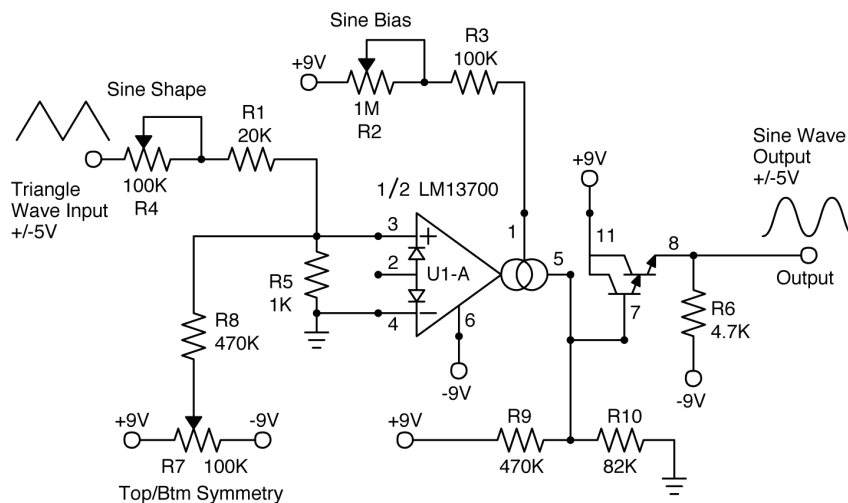 Sine Bias
+9V
R3
100K
1M
R2
Sine Shape
R1
20K
100K
R4
Triangle
Wave Input
+/-5V
1/2 LM13700
+9V
Sine Wave
Output
+/-5V
3
2
4
U1-A
1
5
6
-9V
11
8
7
Output
R5
1K
R6
4.7K
-9V
R8
470K
+9V
-9V
R7
100K
Top/Btm Symmetry
+9V
R9
470K
R10
82K